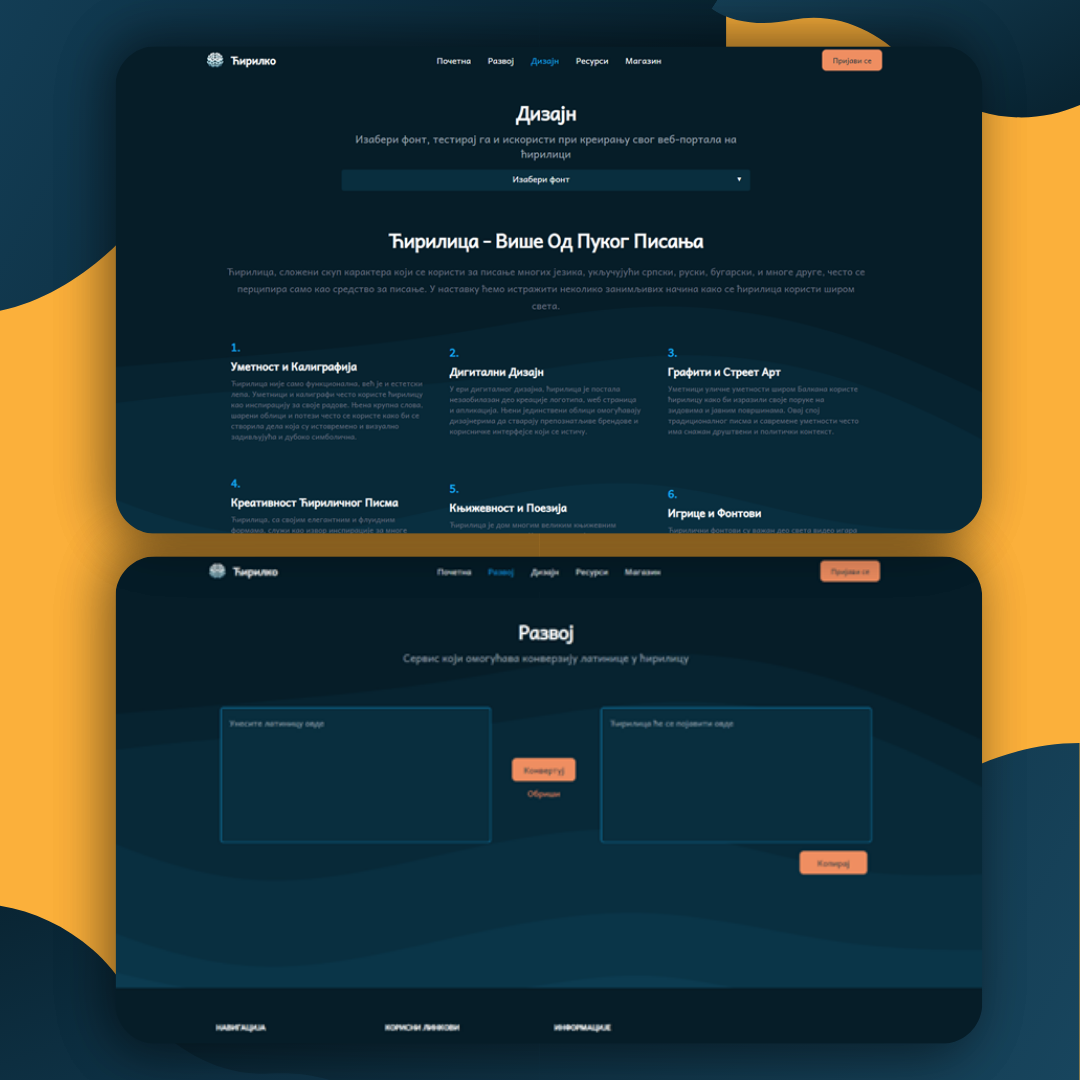 Ћирилко
Почетна Развој Дизајн Ресурси Магазин
Пријави се
Дизајн
Изабери фонт, тестирај га и искористи при креирању свог веб-портала на
ћирилици
Изабери фонт
Ћирилица – Више Од Пуког Писања
Ћирилица, сложени скуп карактера који се користи за писање многих језика, укључујући српски, руски, бугарски, и многе друге, често се
перципира само као средство за писање. У наставку ћемо истражити неколико занимљивих начина како се ћирилица користи широм
света.
1.
Уметност и Калиграфија
Ћирилица није само функционална, већ је и естетски
лепа. Уметници и калиграфи често користе ћирилицу
као инспирацију за своје радове. Њена крупна слова,
шарени облици и потези често се користе како би се
створила дела која су истовремено и визуално
задивљујућа и дубоко симболична.
2.
Дигитални Дизајн
У ери дигиталног дизајна, ћирилица је постала
незаобилазан део креације логотипа, веб страница
и апликација. Њени јединствени облици омогућавају
дизајнерима да стварају препознатљиве брендове и
корисничке интерфејсе који се истичу.
3.
Графити и Стреет Арт
Уметници уличне уметности широм Балкана користе
ћирилицу како би изразили своје поруке на
зидовима и јавним површинама. Овај спој
традиционалног писма и савремене уметности често
има снажан друштвени и политички контекст.
4.
Креативност Ћириличног Писма
Ћирилица, са својим елегантним и флуидним
формама, служи као извор инспирације за многе
5.
Књижевност и Поезија
Ћирилица је дом многим великим књижевним
6.
Игрице и Фонтови
Ћирилични фонтови су важан део света видео игара
Ћирилко
Почетна Развој Дизајн Ресурси Магазин
Пријави се
Развој
Сервис који омогућава конверзију латинице у ћирилицу
Унесите латиницу овде
Ћирилица ће се појавити овде
Конвертуј
Обриши
Копирај
НАВИГАЦИЈА
КОРИСНИ ЛИНКОВИ
ИНФОРМАЦИЈЕ